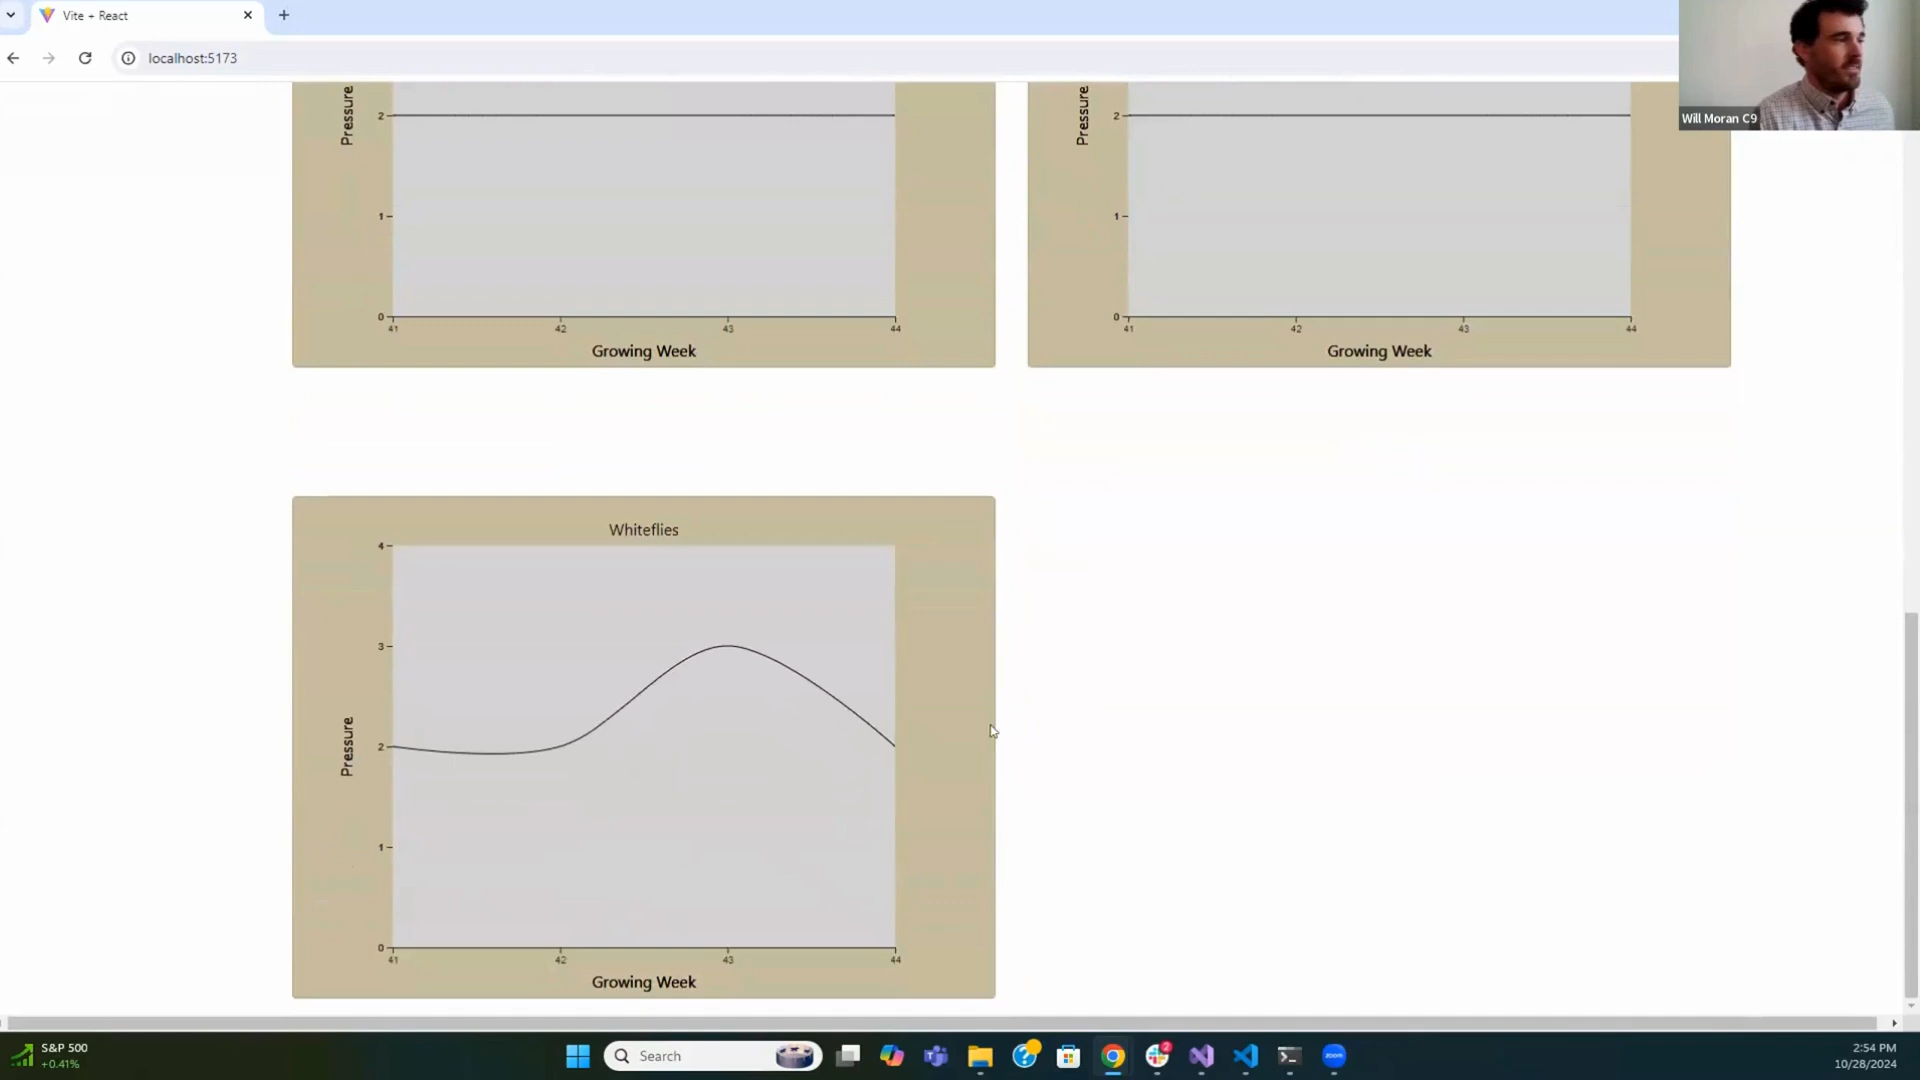 Vite + React
localhost:5173
Will Moran C9
Pressure
2
1
0
41 42 43 44
Growing Week
Pressure
2
1
0
41 42 43 44
Growing Week
Whiteflies
Pressure
4
3
2
1
0
41 42 43 44
Growing Week
S&P 500
+0.41%
Search
2
zoom
2:54 PM
10/28/2024